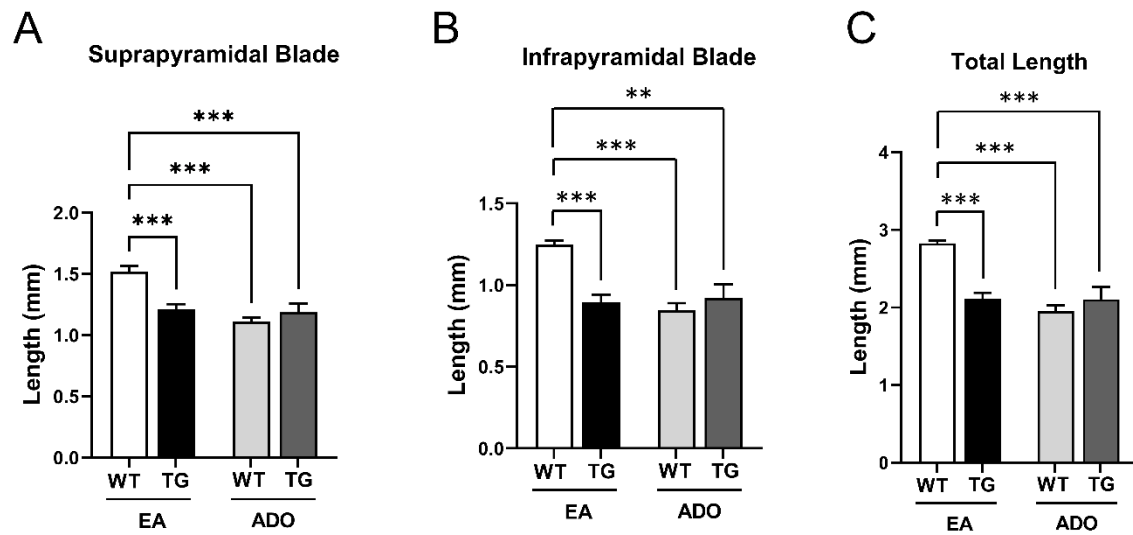 A
Suprapyramidal Blade
***
***
***
Length (mm)
2.0
1.5
1.0
0.5
0.0
WT TG WT TG
EA ADO
B
Infrapyramidal Blade
**
***
***
Length (mm)
1.5
1.0
0.5
0.0
WT TG WT TG
EA ADO
C
Total Length
***
***
***
Length (mm)
4
3
2
1
0
WT TG WT TG
EA ADO